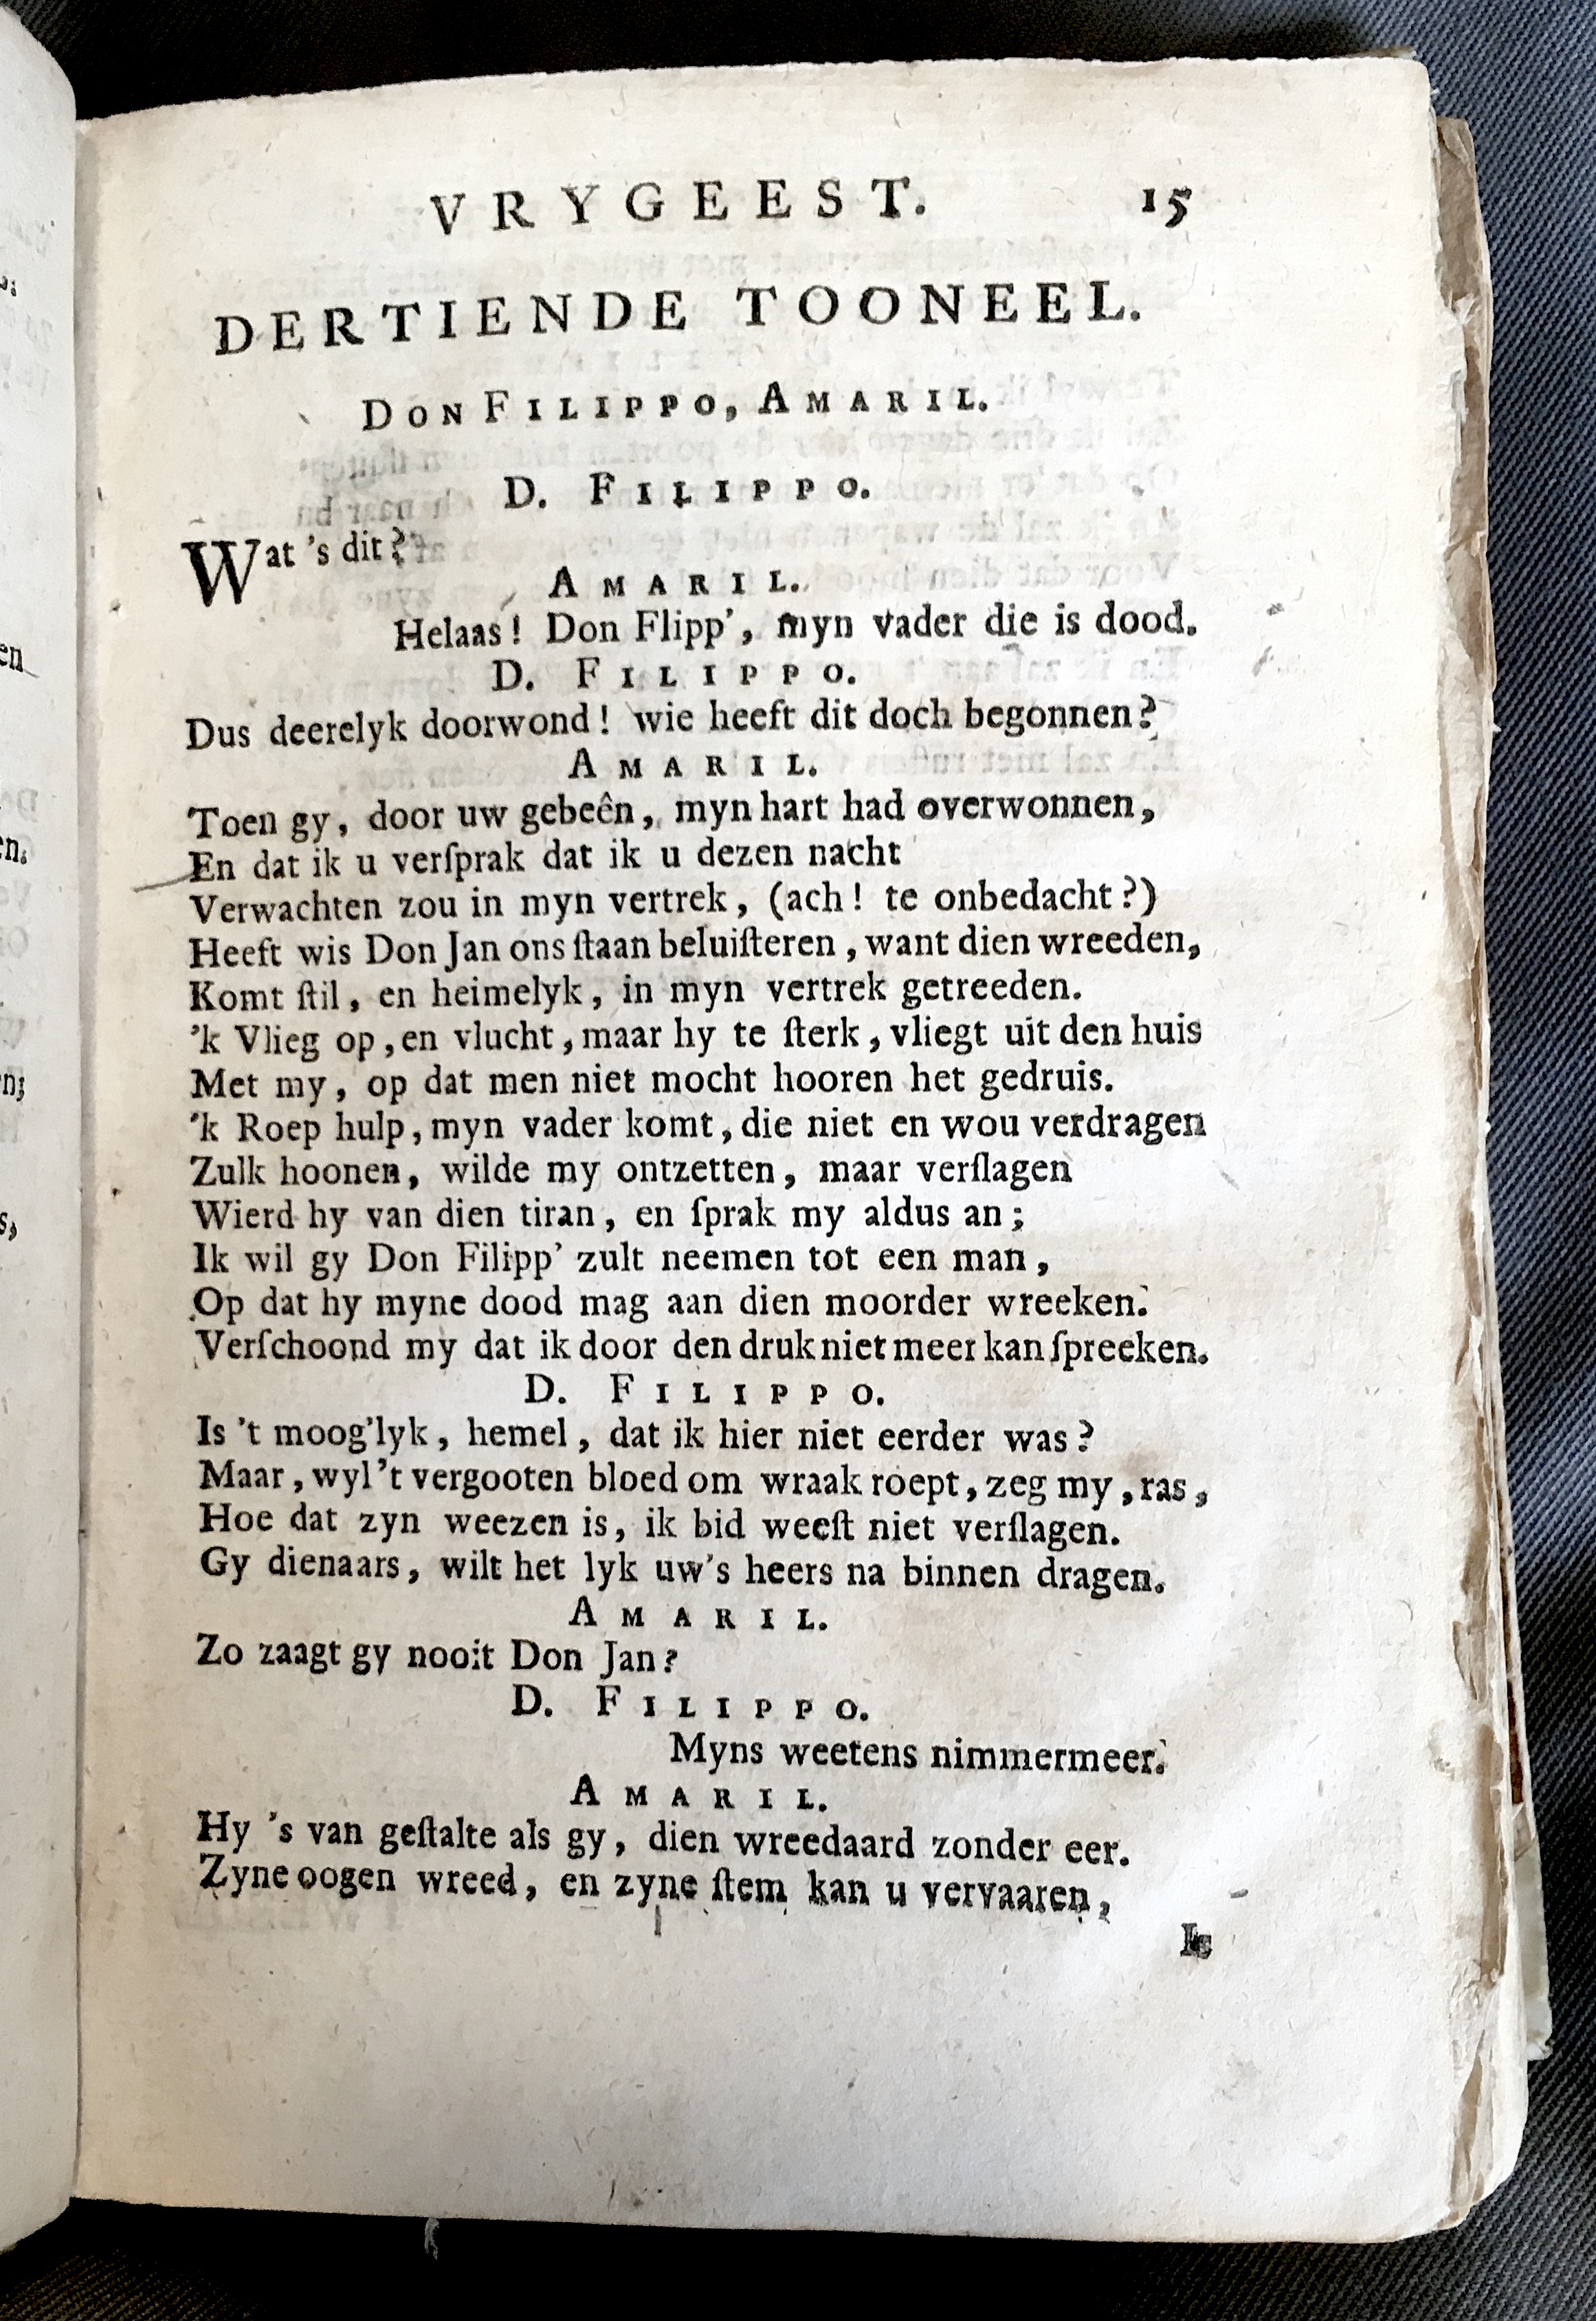 VRYGEEST. 15
DERTIENDE TOONEEL.
DON FILIPPO, AMARIL.
D. FILIPPO.
Wat 's dit?
AMARIL.
Helaas! Don Flipp', myn vader die is dood.
D. FILIPPO.
Dus deerelyk doorwond! wie heeft dit doch begonnen?
AMARIL.
Toen gy, door uw gebeên, myn hart had overwonnen,
En dat ik u verſprak dat ik u dezen nacht
Verwachten zou in myn vertrek, (ach! te onbedacht?)
Heeft wis Don Jan ons ſtaan beluiſteren, want dien wreeden,
Komt ſtil, en heimelyk, in myn vertrek getreeden.
'k Vlieg op, en vlucht, maar hy te ſterk, vliegt uit den huis
Met my, op dat men niet mocht hooren het gedruis.
'k Roep hulp, myn vader komt, die niet en wou verdragen
Zulk hoonen, wilde my ontzetten, maar verſlagen
Wierd hy van dien tiran, en ſprak my aldus an;
Ik wil gy Don Filipp' zult neemen tot een man,
Op dat hy myne dood mag aan dien moorder wreeken.
Verſchoond my dat ik door den druk niet meer kan ſpreeken.
D. FILIPPO.
Is 't moog'lyk, hemel, dat ik hier niet eerder was?
Maar, wyl 't vergooten bloed om wraak roept, zeg my, ras,
Hoe dat zyn weezen is, ik bid weeſt niet verſlagen.
Gy dienaars, wilt het lyk uw's heers na binnen dragen.
AMARIL.
Zo zaagt gy nooit Don Jan?
D. FILIPPO.
Myns weetens nimmermeer.
AMARIL.
Hy 's van geſtalte als gy, dien wreedaard zonder eer.
Zyne oogen wreed, en zyne ſtem kan u vervaaren,